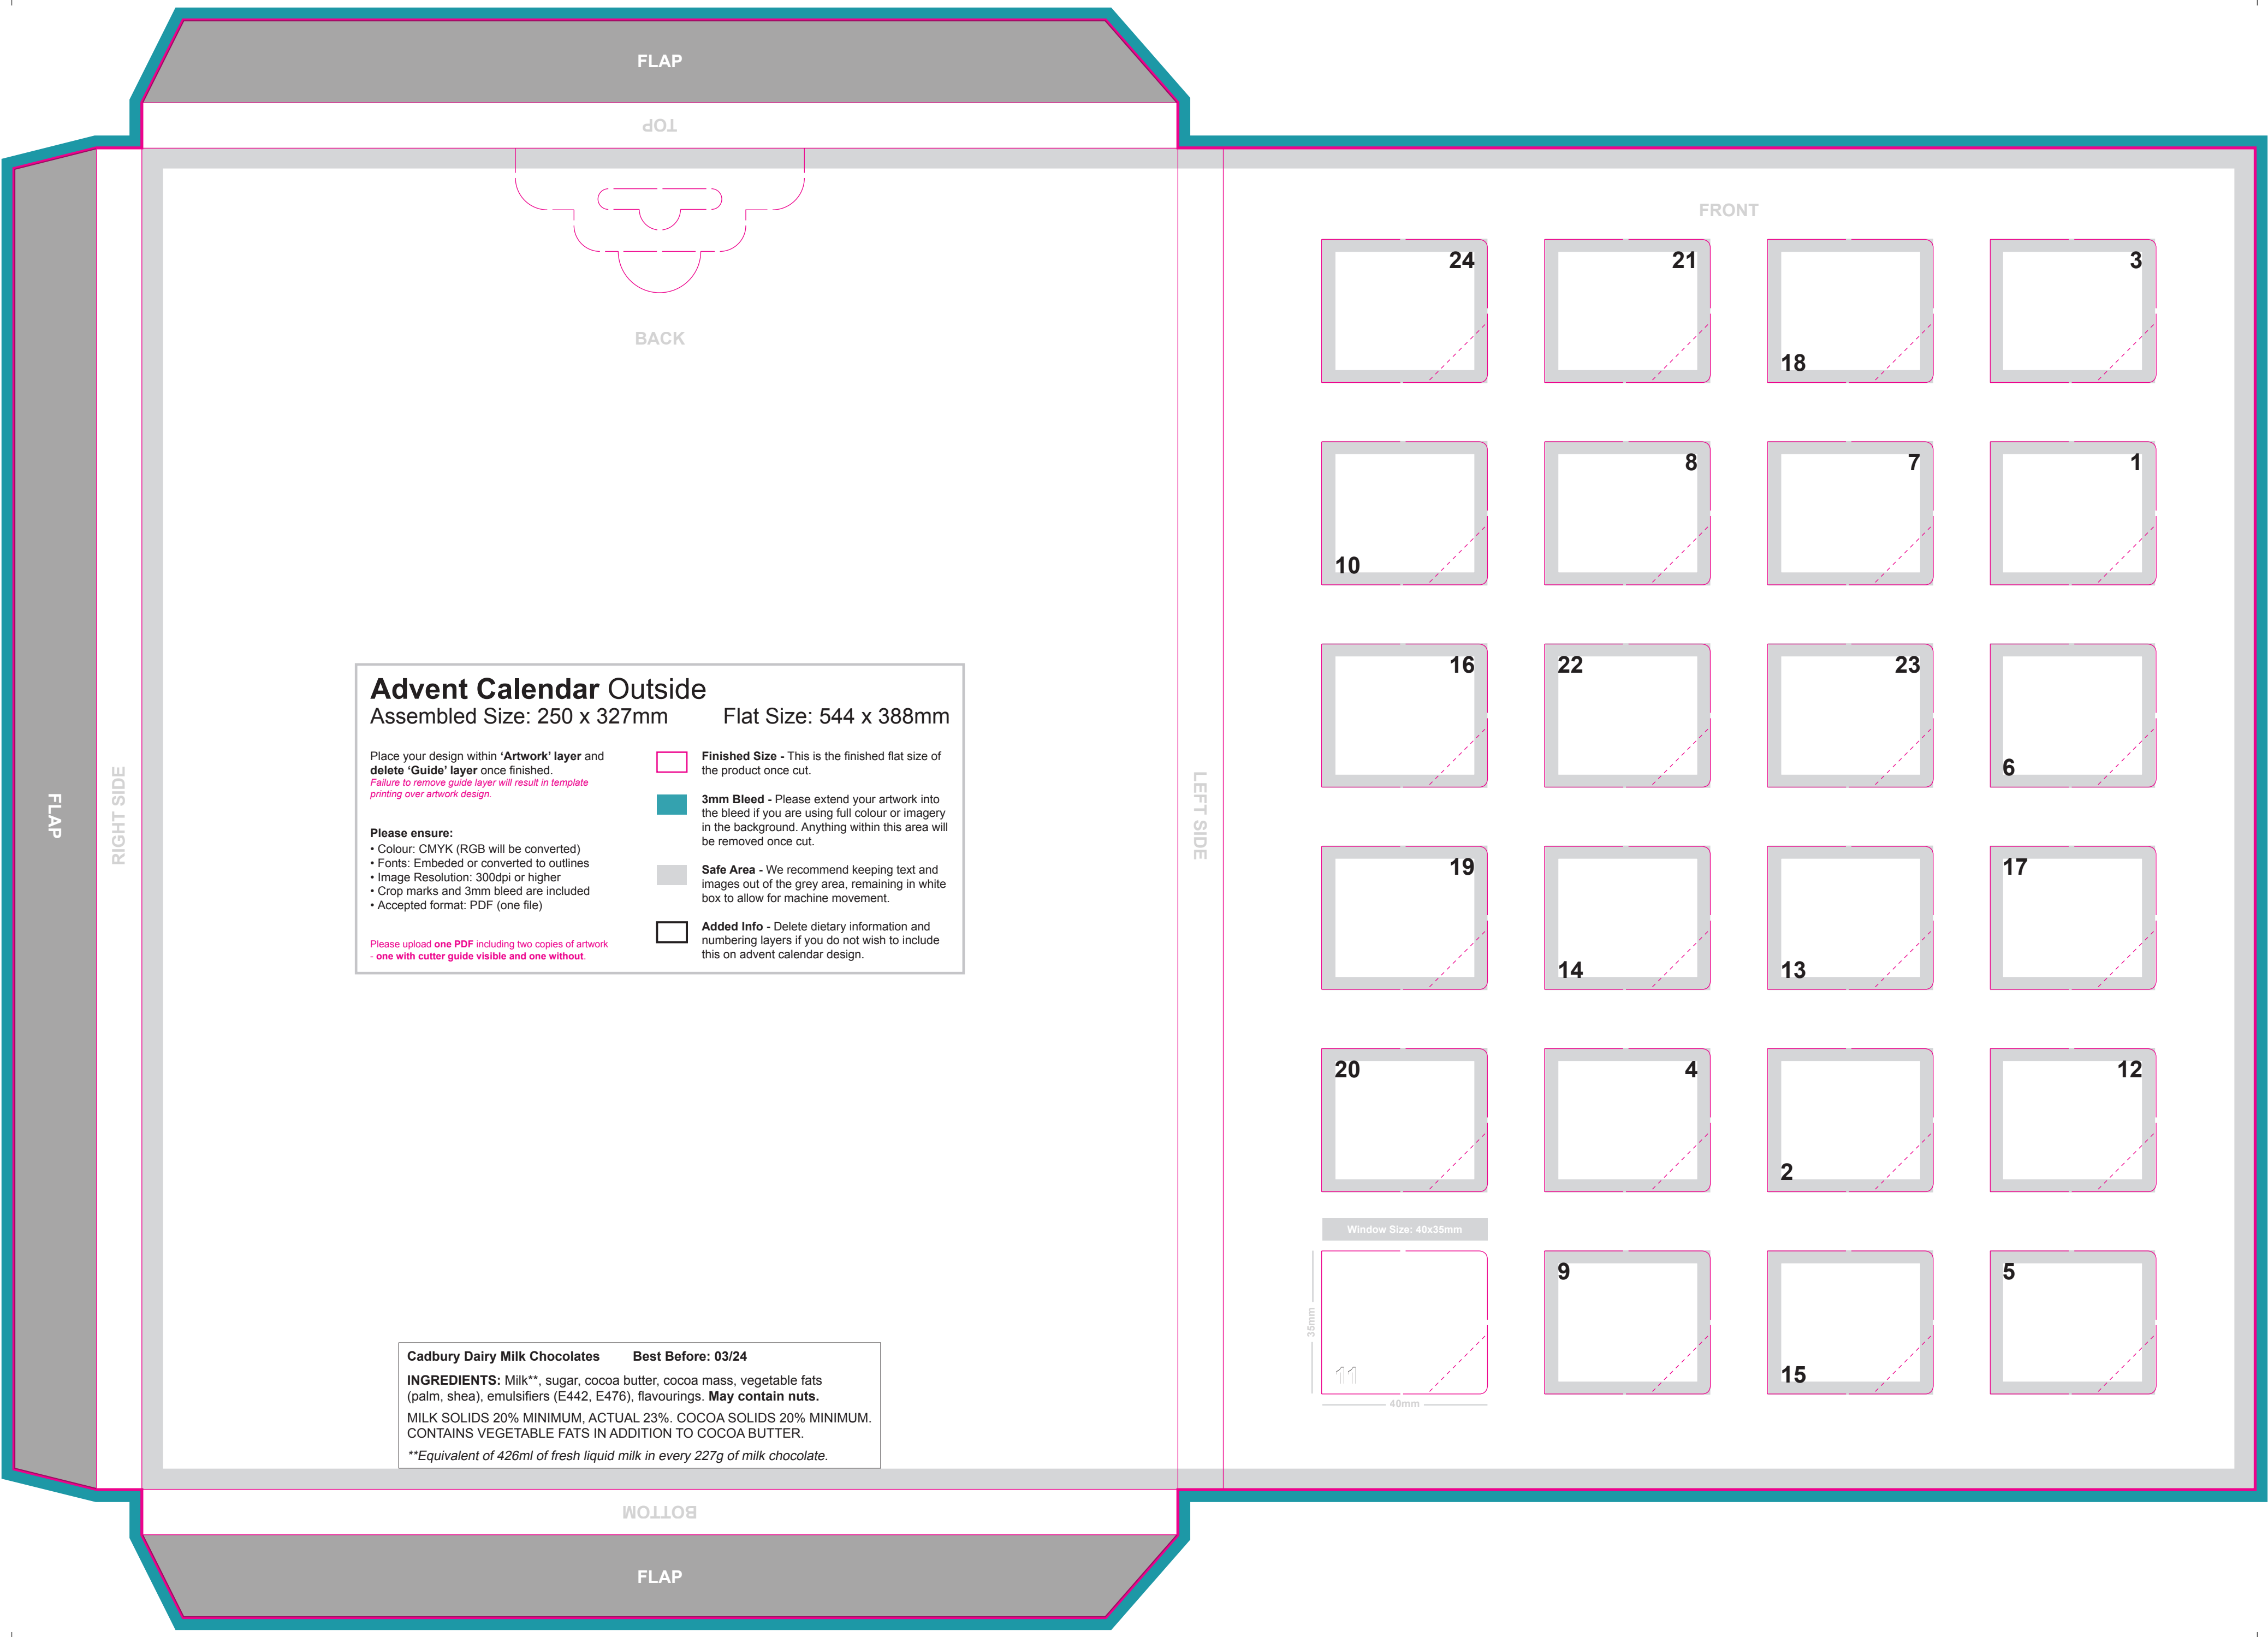 FLAP
TOP
FRONT
24
21
18
3
BACK
10
8
7
1
16
22
23
6
Advent Calendar Outside
Assembled Size: 250 x 327mm
Flat Size: 544 x 388mm
Place your design within ‘Artwork’ layer and
delete ‘Guide’ layer once finished.
Failure to remove guide layer will result in template
printing over artwork design.
Please ensure:
• Colour: CMYK (RGB will be converted)
• Fonts: Embeded or converted to outlines
• Image Resolution: 300dpi or higher
• Crop marks and 3mm bleed are included
• Accepted format: PDF (one file)
Please upload one PDF including two copies of artwork
- one with cutter guide visible and one without.
Finished Size - This is the finished flat size of
the product once cut.
3mm Bleed - Please extend your artwork into
the bleed if you are using full colour or imagery
in the background. Anything within this area will
be removed once cut.
Safe Area - We recommend keeping text and
images out of the grey area, remaining in white
box to allow for machine movement.
Added Info - Delete dietary information and
numbering layers if you do not wish to include
this on advent calendar design.
FLAP
RIGHT SIDE
LEFT SIDE
19
14
13
17
20
4
2
12
Window Size: 40x35mm
35mm
11
40mm
9
15
5
Cadbury Dairy Milk Chocolates Best Before: 03/24
INGREDIENTS: Milk**, sugar, cocoa butter, cocoa mass, vegetable fats
(palm, shea), emulsifiers (E442, E476), flavourings. May contain nuts.
MILK SOLIDS 20% MINIMUM, ACTUAL 23%. COCOA SOLIDS 20% MINIMUM.
CONTAINS VEGETABLE FATS IN ADDITION TO COCOA BUTTER.
**Equivalent of 426ml of fresh liquid milk in every 227g of milk chocolate.
BOTTOM
FLAP